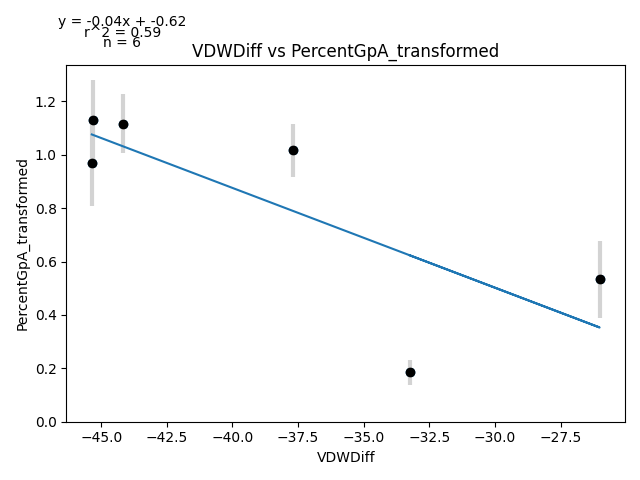 y = -0.04x + -0.62
r^2 = 0.59
n = 6
VDWDiff vs PercentGpA_transformed
PercentGpA_transformed
1.2
1.0
0.8
0.6
0.4
0.2
0.0
−45.0 −42.5 −40.0 −37.5 −35.0 −32.5 −30.0 −27.5
VDWDiff